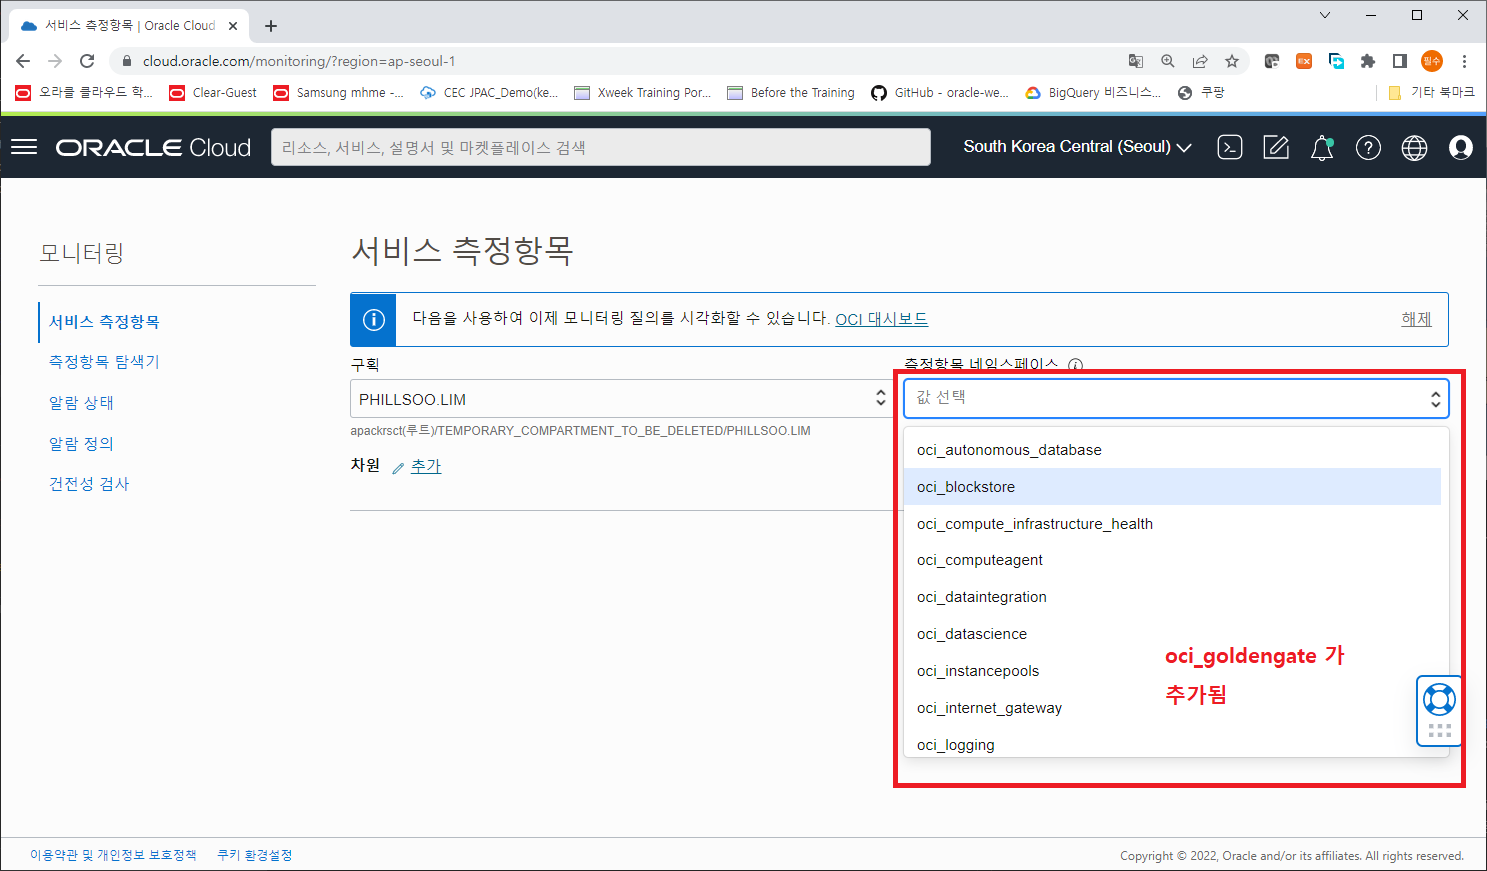 서비스 측정항목 | Oracle Cloud
cloud.oracle.com/monitoring/?region=ap-seoul-1
필수
오라클 클라우드 학...
Clear-Guest
Samsung mhme -...
CEC JPAC_Demo(ke...
Xweek Training Por...
Before the Training
GitHub - oracle-we...
BigQuery 비즈니스...
쿠팡
기타 북마크
ORACLE Cloud
리소스, 서비스, 설명서 및 마켓플레이스 검색
South Korea Central (Seoul)
모니터링
서비스 측정항목
측정항목 탐색기
알람 상태
알람 정의
건전성 검사
서비스 측정항목
다음을 사용하여 이제 모니터링 질의를 시각화할 수 있습니다. OCI 대시보드
해제
구획
PHILLSOO.LIM
apackrsct(루트)/TEMPORARY_COMPARTMENT_TO_BE_DELETED/PHILLSOO.LIM
차원 추가
측정항목 네임스페이스
값 선택
oci_autonomous_database
oci_blockstore
oci_compute_infrastructure_health
oci_computeagent
oci_dataintegration
oci_datascience
oci_instancepools
oci_internet_gateway
oci_logging
oci_goldengate 가
추가됨
이용약관 및 개인정보 보호정책
쿠키 환경설정
Copyright © 2022, Oracle and/or its affiliates. All rights reserved.